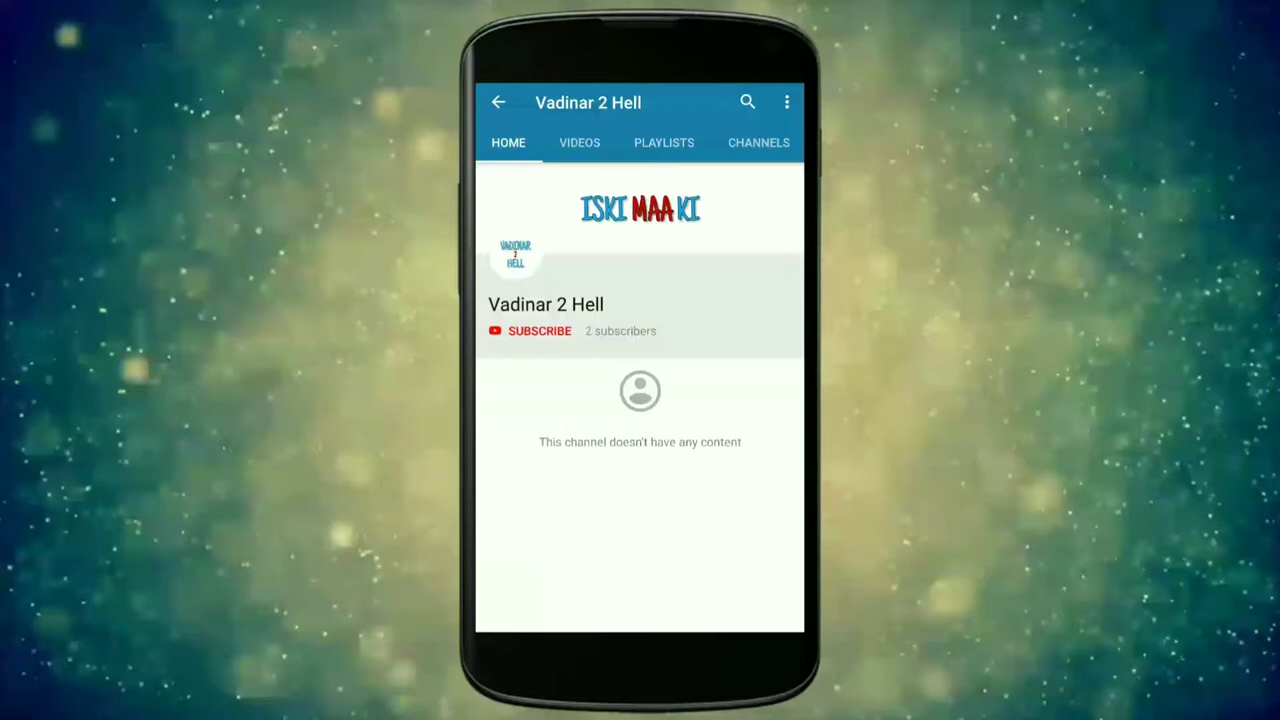 Vadinar 2 Hell
HOME VIDEOS PLAYLISTS CHANNELS
ISKI MAA KI
VADINAR
2
HELL
Vadinar 2 Hell
SUBSCRIBE 2 subscribers
This channel doesn't have any content